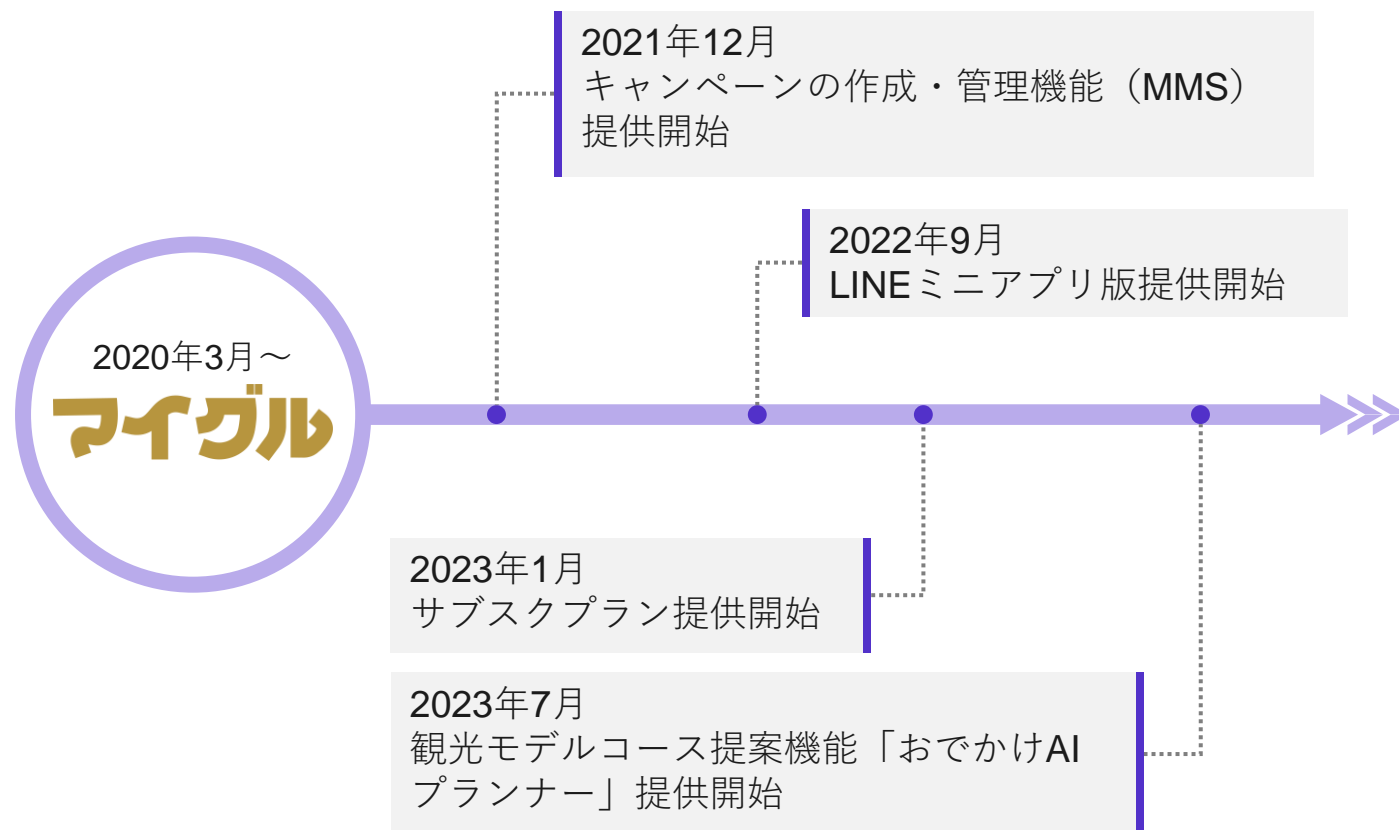 2021年12月
キャンペーンの作成・管理機能（MMS）
提供開始
2022年9月
LINEミニアプリ版提供開始
2020年3月～
マイグル
2023年1月
サブスクプラン提供開始
2023年7月
観光モデルコース提案機能「おでかけAI
プランナー」提供開始